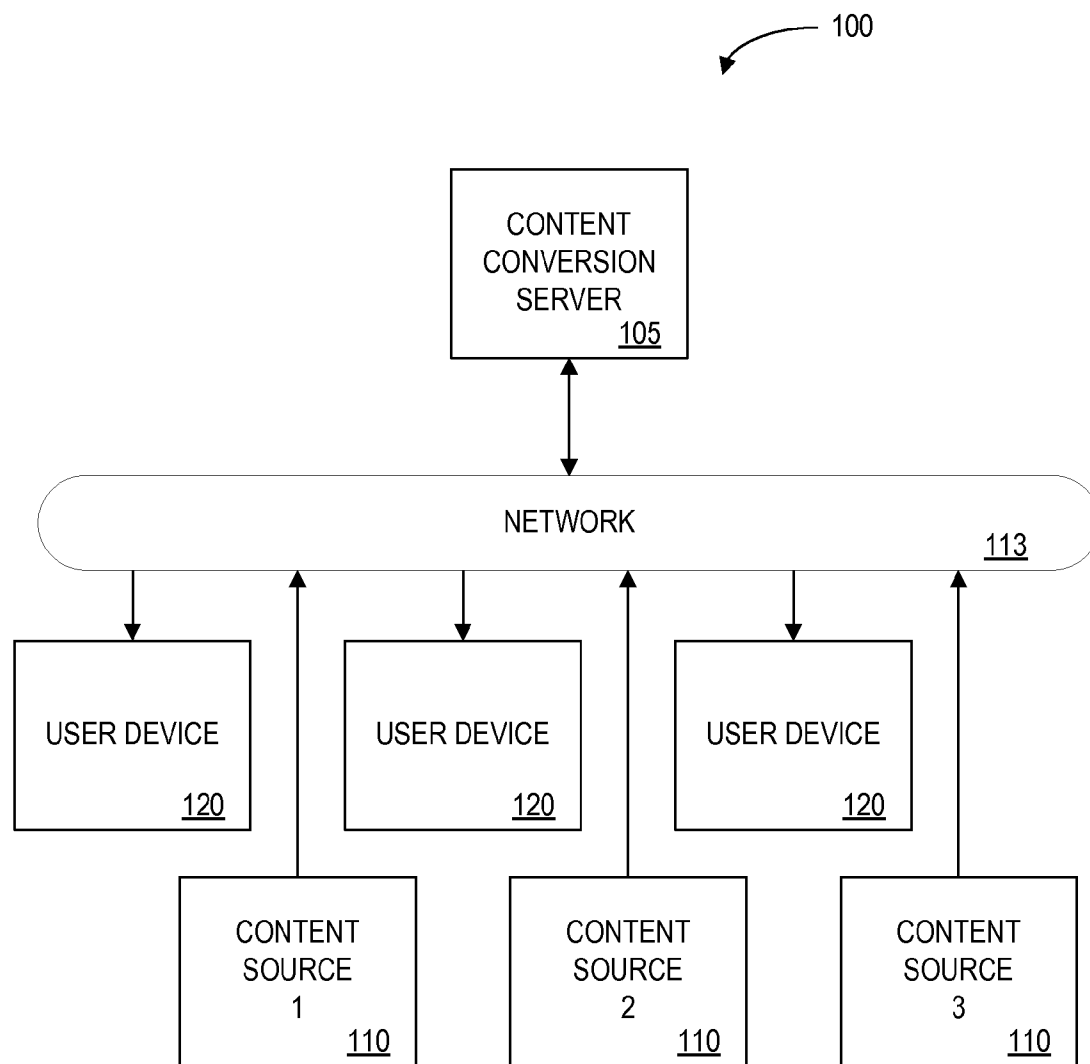 100
CONTENT
CONVERSION
SERVER
105
NETWORK
113
USER DEVICE
120
USER DEVICE
120
USER DEVICE
120
CONTENT
SOURCE
1
110
CONTENT
SOURCE
2
110
CONTENT
SOURCE
3
110